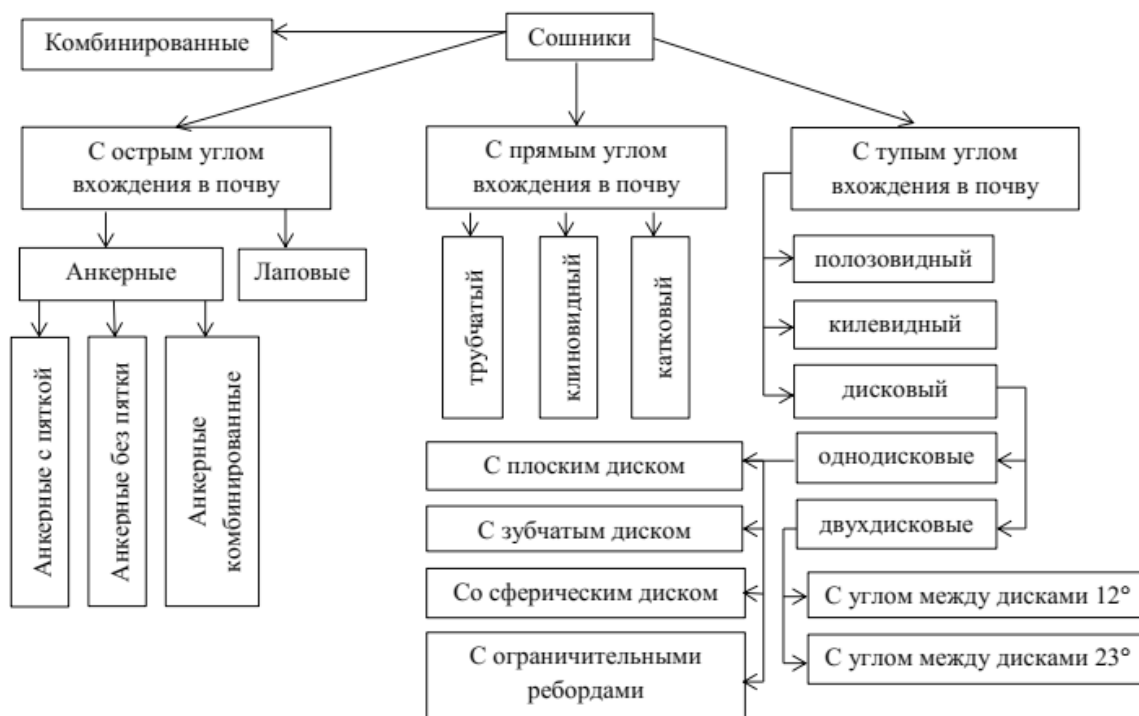 Комбинированные
Сошники
С острым углом
вхождения в почву
С прямым углом
вхождения в почву
С тупым углом
вхождения в почву
Анкерные
Лаповые
Анкерные с пяткой
Анкерные без пятки
Анкерные
комбинированные
трубчатый
клиновидный
катковый
полозовидный
килевидный
дисковый
однодисковые
двухдисковые
С плоским диском
С зубчатым диском
Со сферическим диском
С ограничительными
ребордами
С углом между дисками 12°
С углом между дисками 23°